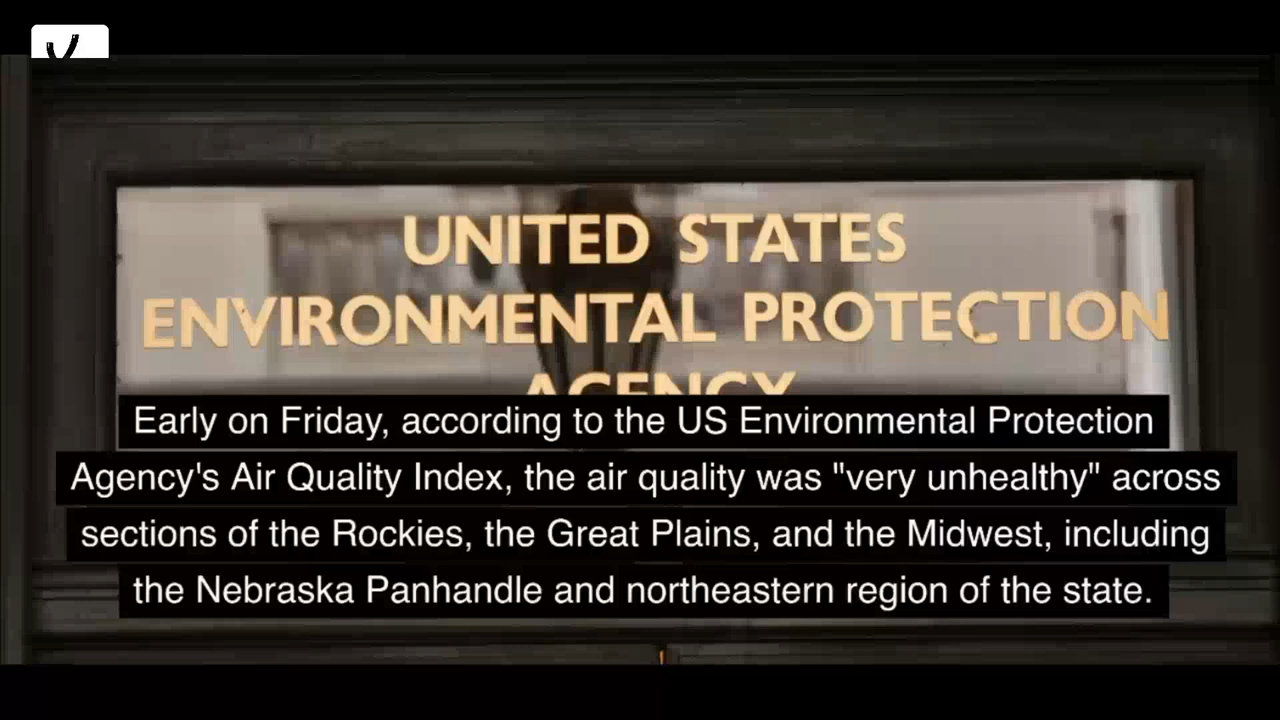 UNITED STATES
ENVIRONMENTAL PROTECTION
AGENCY
Early on Friday, according to the US Environmental Protection
Agency's Air Quality Index, the air quality was "very unhealthy" across
sections of the Rockies, the Great Plains, and the Midwest, including
the Nebraska Panhandle and northeastern region of the state.